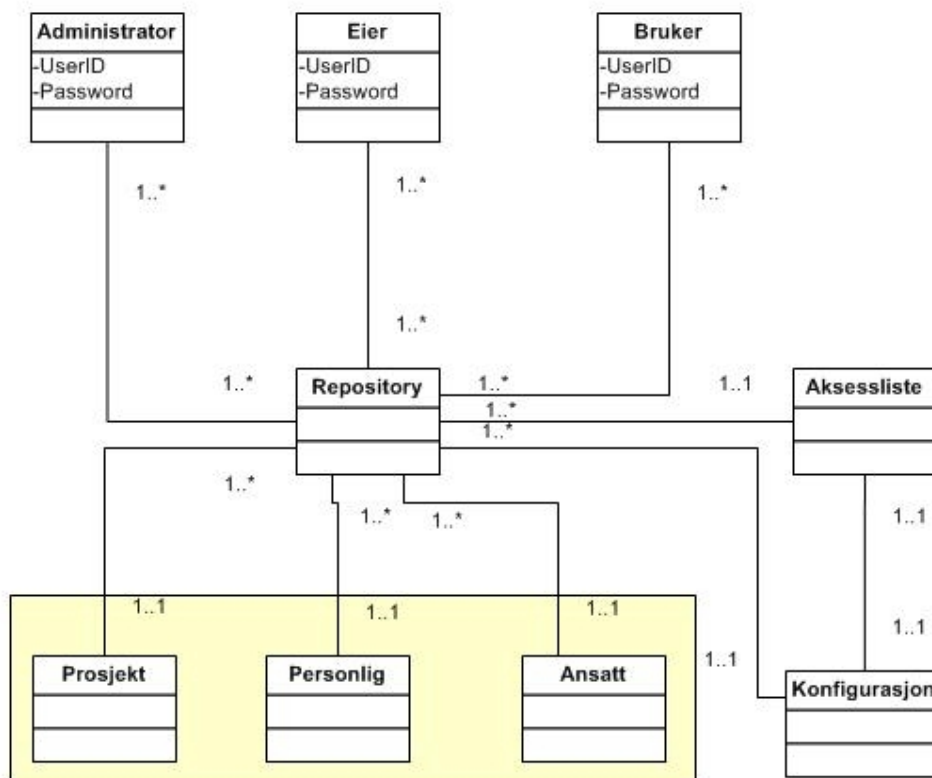 Administrator
-UserID
-Password
Eier
-UserID
-Password
Bruker
-UserID
-Password
1..*
1..*
1..*
1..*
1..*
Repository
1..*
1..*
1..*
1..1
Aksessliste
1..*
1..*
1..*
1..1
1..1
1..1
1..1
1..1
1..1
Prosjekt
Personlig
Ansatt
Konfigurasjon